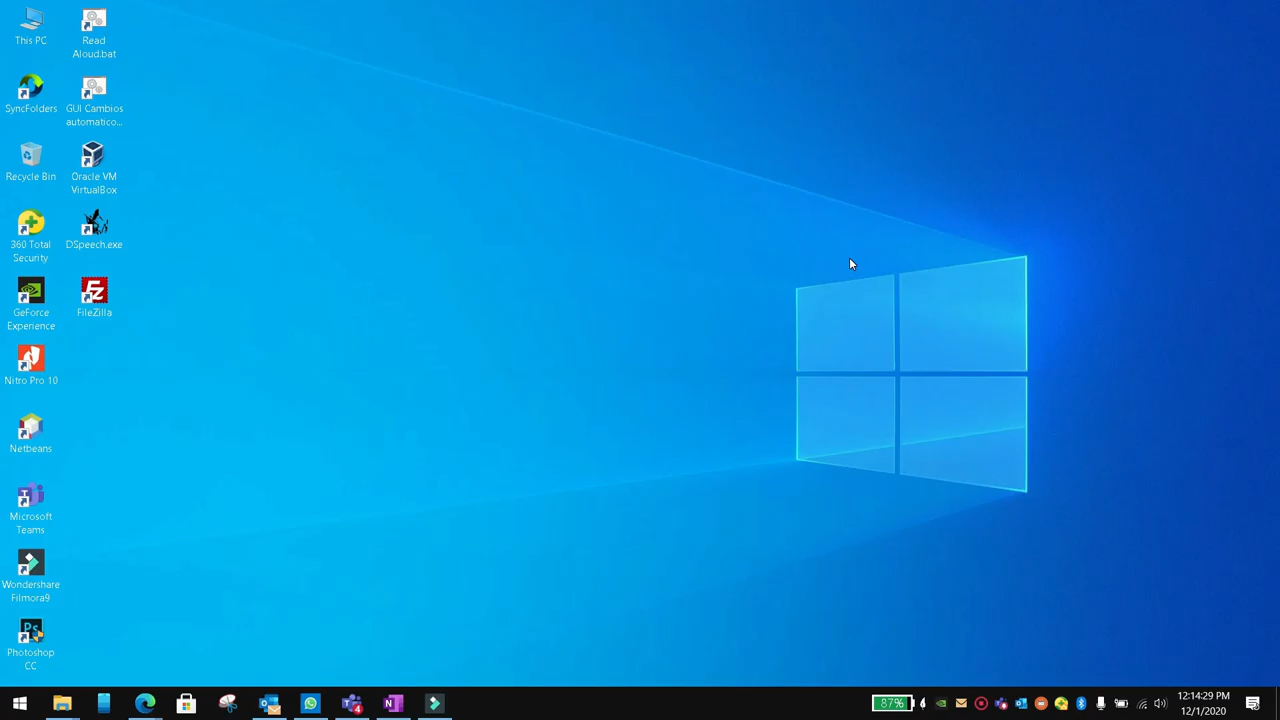 This PC
SyncFolders
Recycle Bin
360 Total
Security
GeForce
Experience
Nitro Pro 10
Netbeans
Microsoft
Teams
Wondershare
Filmora9
Ps
Photoshop
CC
Read
Aloud.bat
GUI Cambios
automatico...
Oracle VM
VirtualBox
DSpeech.exe
FileZilla
4
87%
12:14:29 PM
12/1/2020